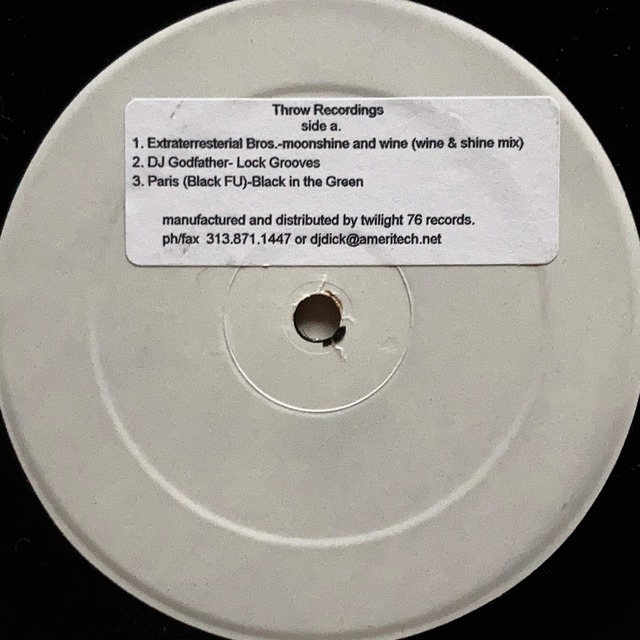 Throw Recordings
side a.
1. Extraterresterial Bros.-moonshine and wine (wine & shine mix)
2. DJ Godfather- Lock Grooves
3. Paris (Black FU)-Black in the Green
manufactured and distributed by twilight 76 records.
ph/fax 313.871.1447 or djdick@ameritech.net